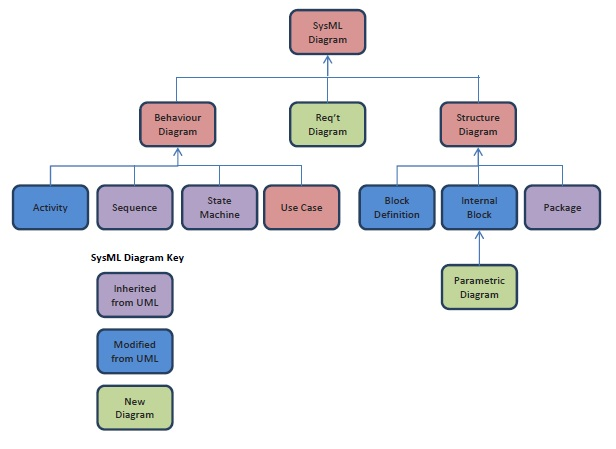 SysML
Diagram
Behaviour
Diagram
Req't
Diagram
Structure
Diagram
Activity
Sequence
State
Machine
Use Case
Block
Definition
Internal
Block
Package
SysML Diagram Key
Parametric
Diagram
Inherited
from UML
Modified
from UML
New
Diagram